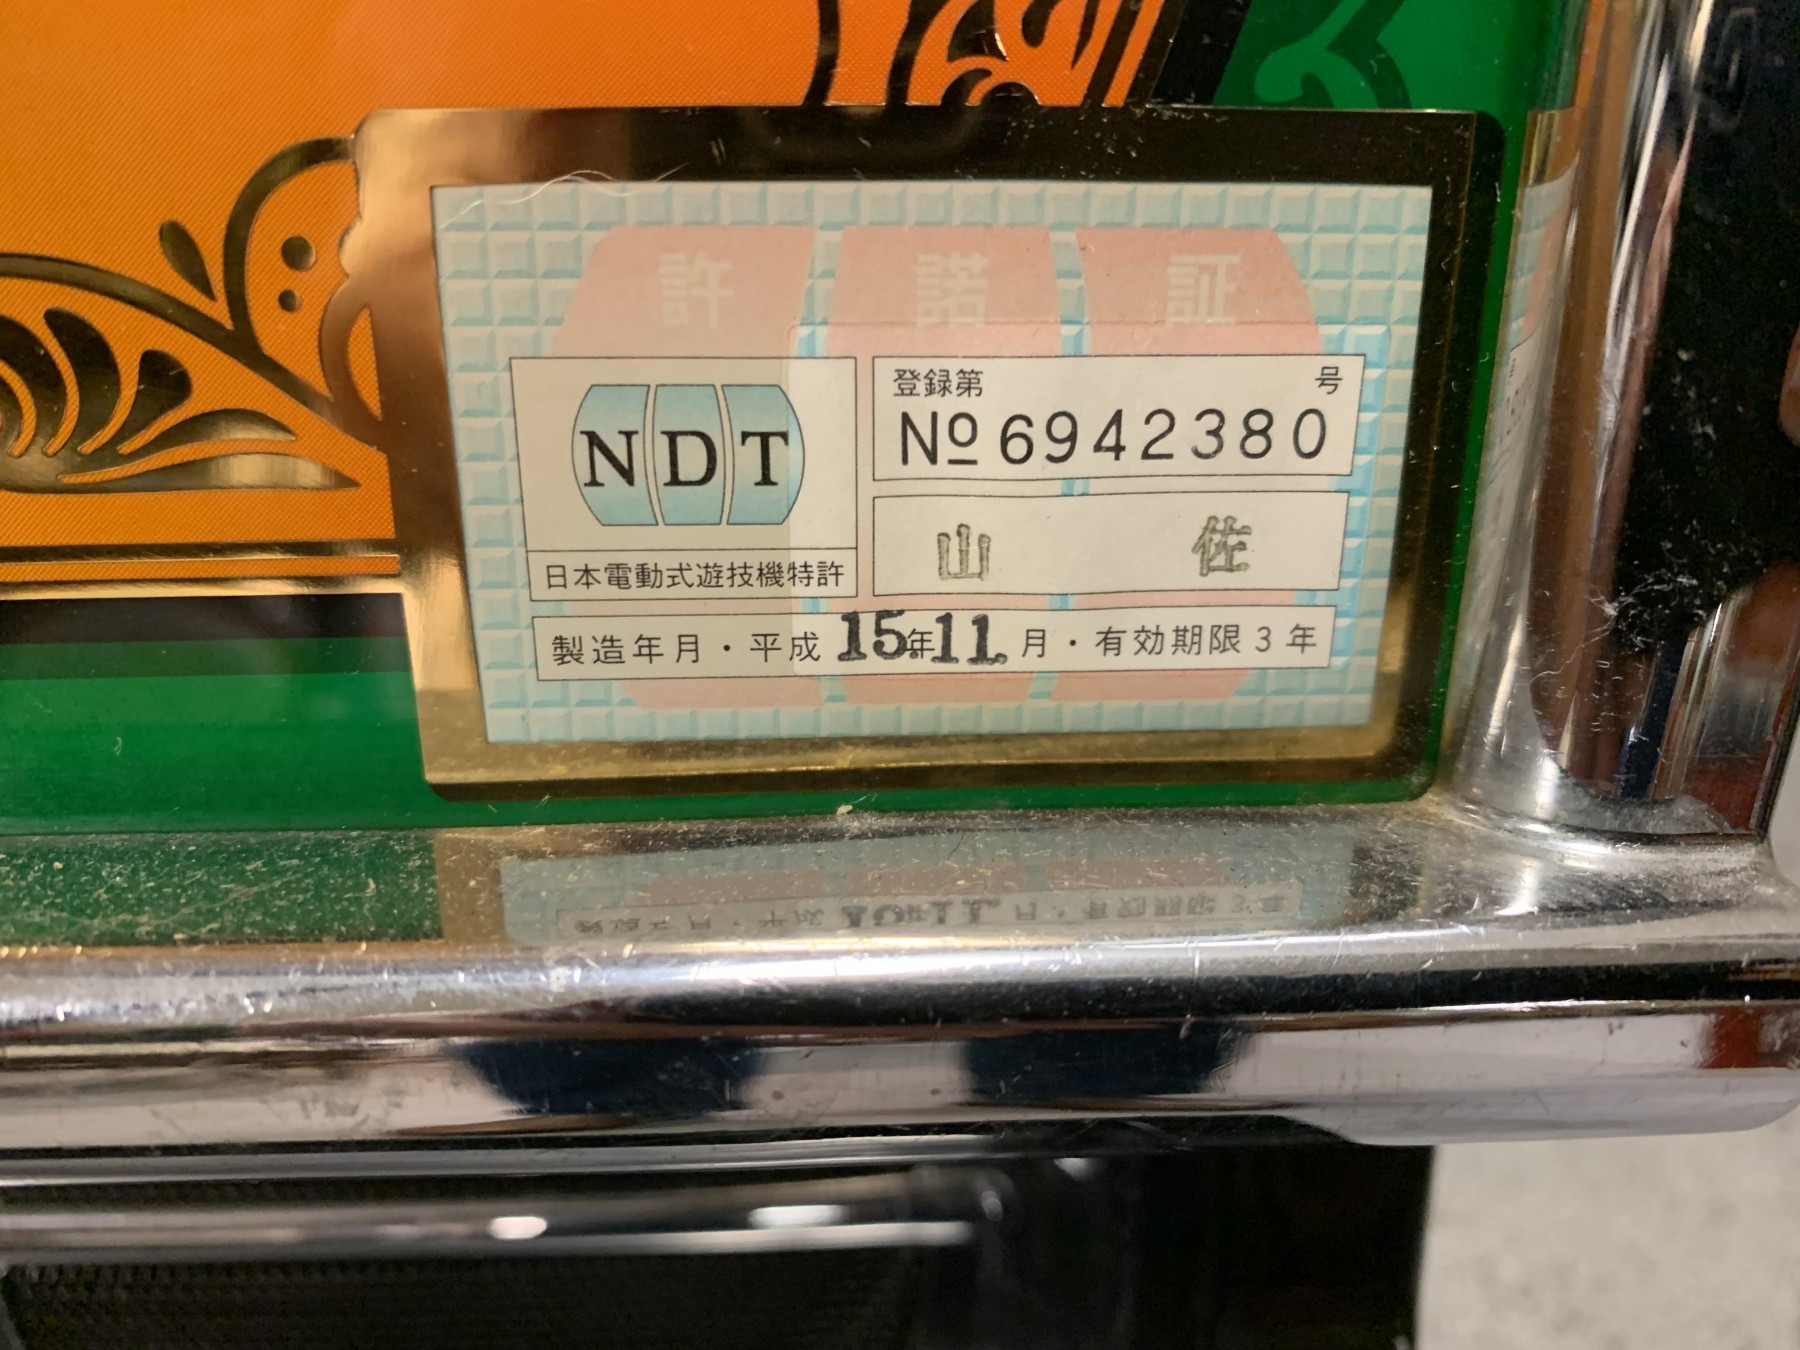 許諾証
NDT
日本電動式遊技機特許
登録第 号
№6942380
山佐
製造年月・平成 15年11月・有効期限3年